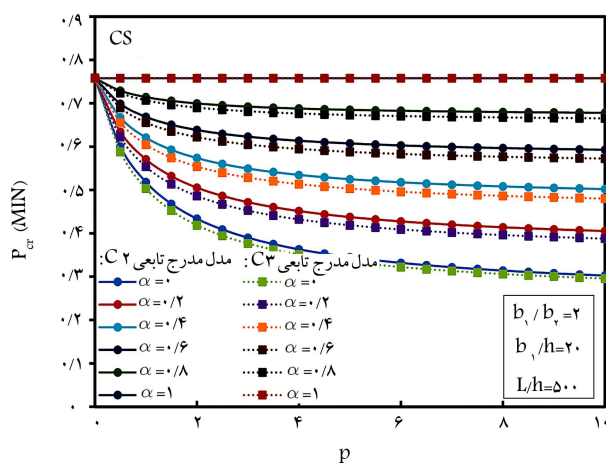 CS
۰/۹
۰/۸
۰/۷
۰/۶
۰/۵
۰/۴
۰/۳
۰/۲
۰/۱
۰
P_cr (MIN)
مدل مدرج تابعی C۲: مدل مدرج تابعی C۳:
α=۰ α=۰
α=۰/۲ α=۰/۲
α=۰/۴ α=۰/۴
α=۰/۶ α=۰/۶
α=۰/۸ α=۰/۸
α=۱ α=۱
b۱/b۲=۲
b۱/h=۲۰
L/h=۵۰۰
۰ ۲ ۴ ۶ ۸ ۱۰
p